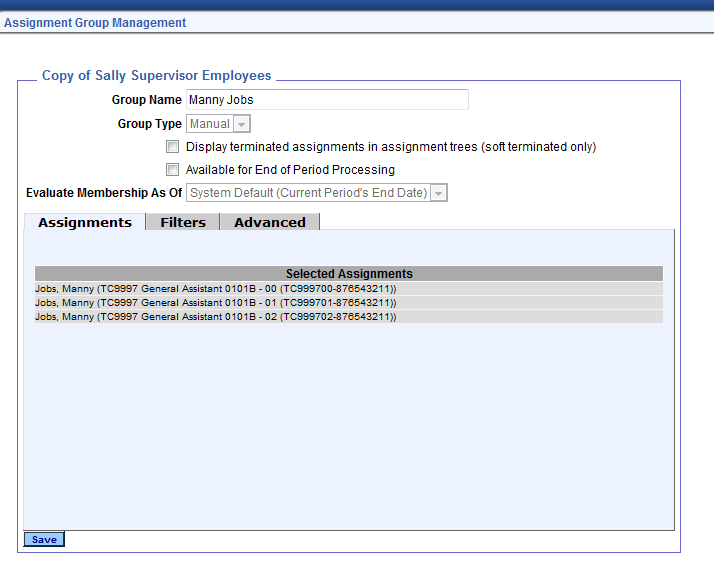 Assignment Group Management
Copy of Sally Supervisor Employees
Group Name Manny Jobs
Group Type Manual
Display terminated assignments in assignment trees (soft terminated only)
Available for End of Period Processing
Evaluate Membership As Of System Default (Current Period's End Date)
Assignments Filters Advanced
Selected Assignments
Jobs, Manny (TC9997 General Assistant 0101B - 00 (TC999700-876543211))
Jobs, Manny (TC9997 General Assistant 0101B - 01 (TC999701-876543211))
Jobs, Manny (TC9997 General Assistant 0101B - 02 (TC999702-876543211))
Save